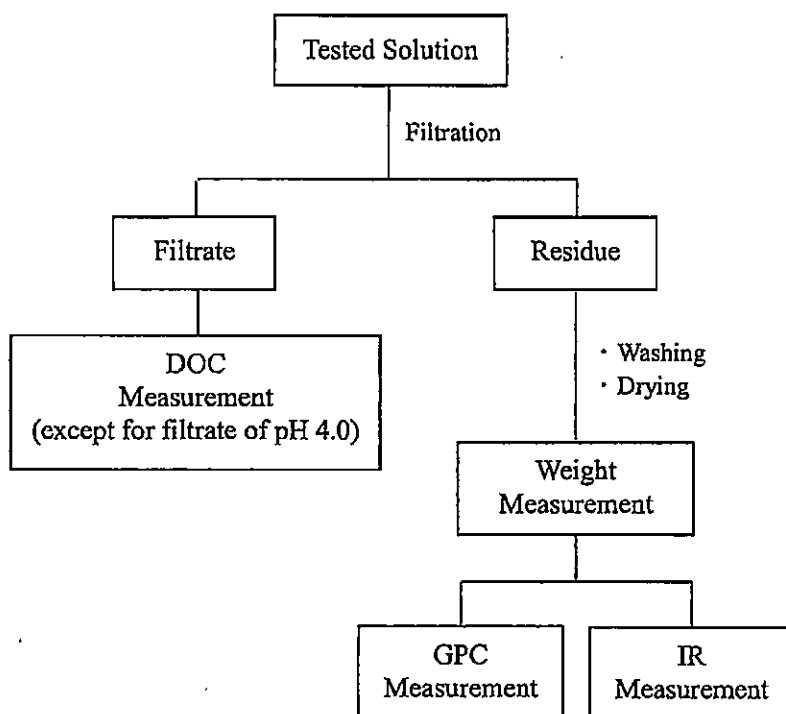 Tested Solution
Filtration
Filtrate
Residue
DOC
Measurement
(except for filtrate of pH 4.0)
・Washing
・Drying
Weight
Measurement
GPC
Measurement
IR
Measurement